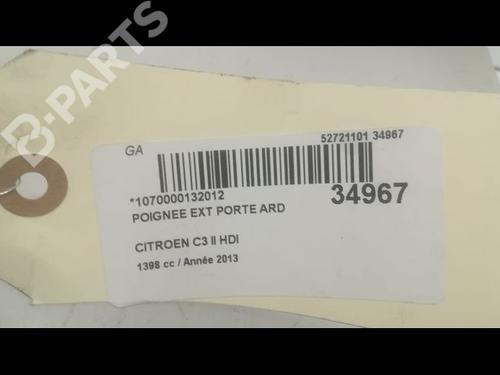 B-PARTS
GA
52721101 34967
*1070000132012
34967
POIGNEE EXT PORTE ARD
CITROEN C3 II HDI
1398 cc / Année 2013